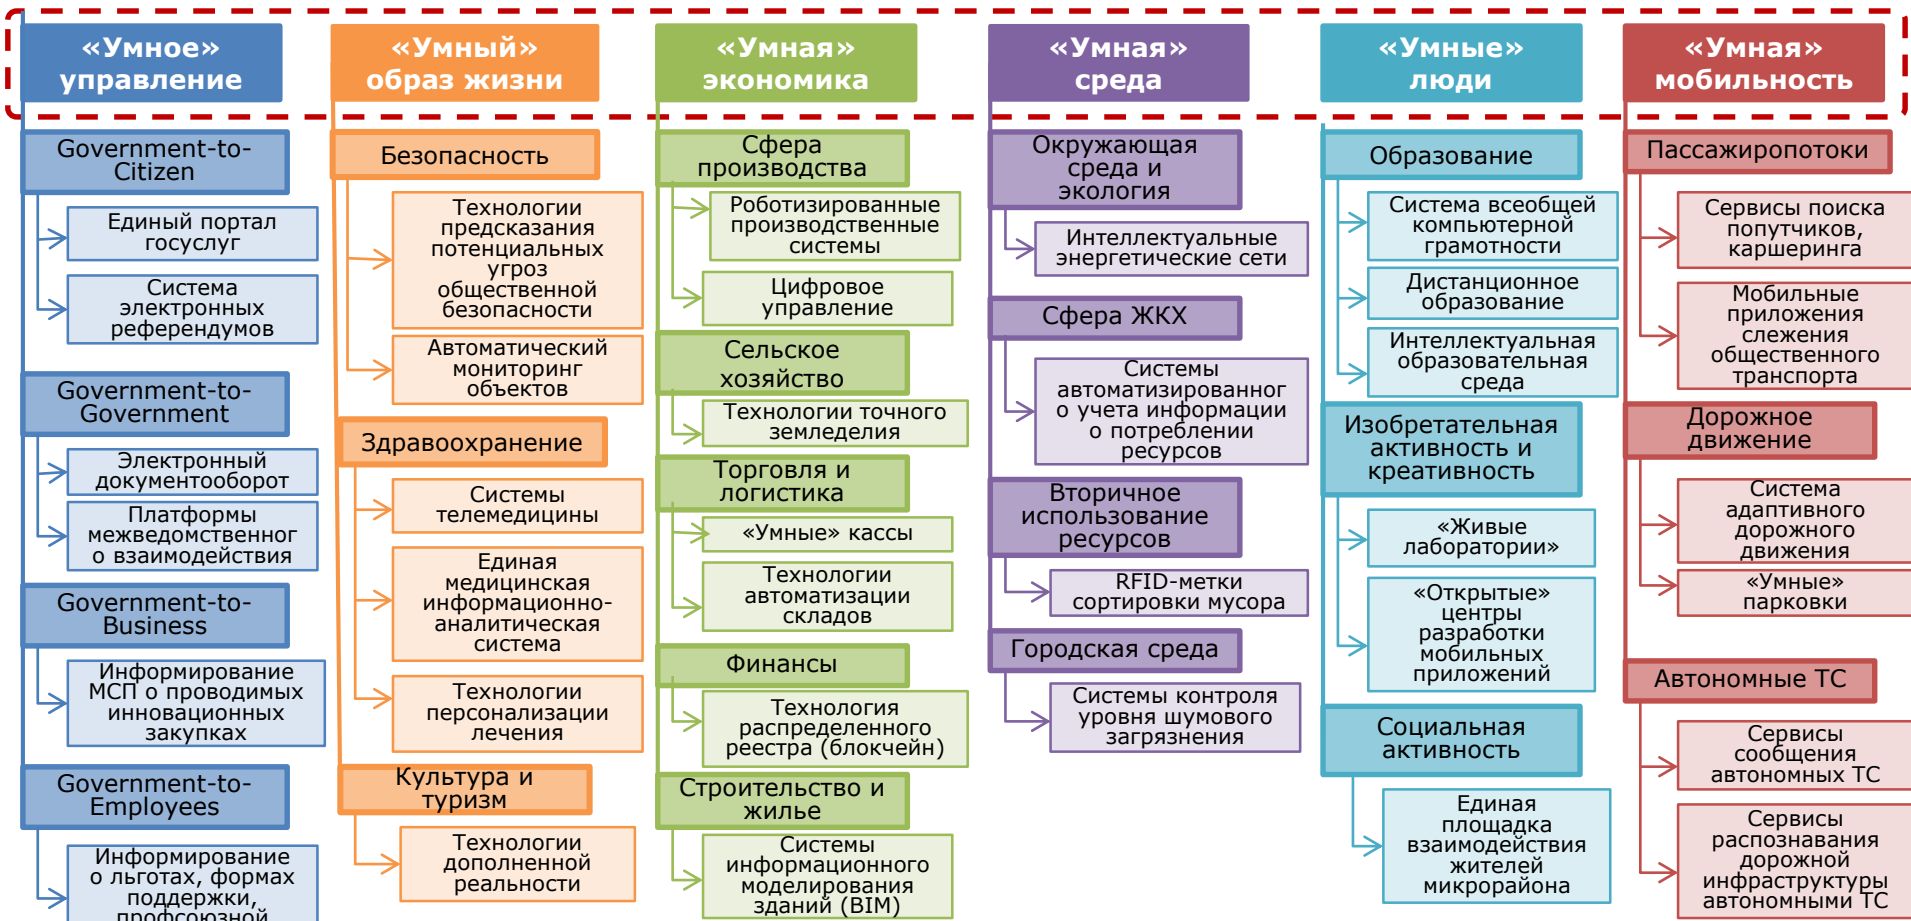 «Умное»
управление
Government-to-
Citizen
Единый портал
госуслуг
Система
электронных
референдумов
Government-to-
Government
Электронный
документооборот
Платформы
межведомственног
о взаимодействия
Government-to-
Business
Информирование
МСП о проводимых
инновационных
закупках
Government-to-
Employees
Информирование
о льготах, формах
поддержки,
профсоюзной
«Умный»
образ жизни
Безопасность
Технологии
предсказания
потенциальных
угроз
общественной
безопасности
Автоматический
мониторинг
объектов
Здравоохранение
Системы
телемедицины
Единая
медицинская
информационно-
аналитическая
система
Технологии
персонализации
лечения
Культура и
туризм
Технологии
дополненной
реальности
«Умная»
экономика
Сфера
производства
Роботизированные
производственные
системы
Цифровое
управление
Сельское
хозяйство
Технологии точного
земледелия
Торговля и
логистика
«Умные» кассы
Технологии
автоматизации
складов
Финансы
Технология
распределенного
реестра (блокчейн)
Строительство и
жилье
Системы
информационного
моделирования
зданий (BIM)
«Умная»
среда
Окружающая
среда и
экология
Интеллектуальные
энергетические сети
Сфера ЖКХ
Системы
автоматизированног
о учета информации
о потреблении
ресурсов
Вторичное
использование
ресурсов
RFID-метки
сортировки мусора
Городская среда
Системы контроля
уровня шумового
загрязнения
«Умные»
люди
Образование
Система всеобщей
компьютерной
грамотности
Дистанционное
образование
Интеллектуальная
образовательная
среда
Изобретательная
активность и
креативность
«Живые
лаборатории»
«Открытые»
центры
разработки
мобильных
приложений
Социальная
активность
Единая
площадка
взаимодействия
жителей
микрорайона
«Умная»
мобильность
Пассажиропотоки
Сервисы поиска
попутчиков,
каршеринга
Мобильные
приложения
слежения
общественного
транспорта
Дорожное
движение
Система
адаптивного
дорожного
движения
«Умные»
парковки
Автономные ТС
Сервисы
сообщения
автономных ТС
Сервисы
распознавания
дорожной
инфраструктуры
автономными ТС